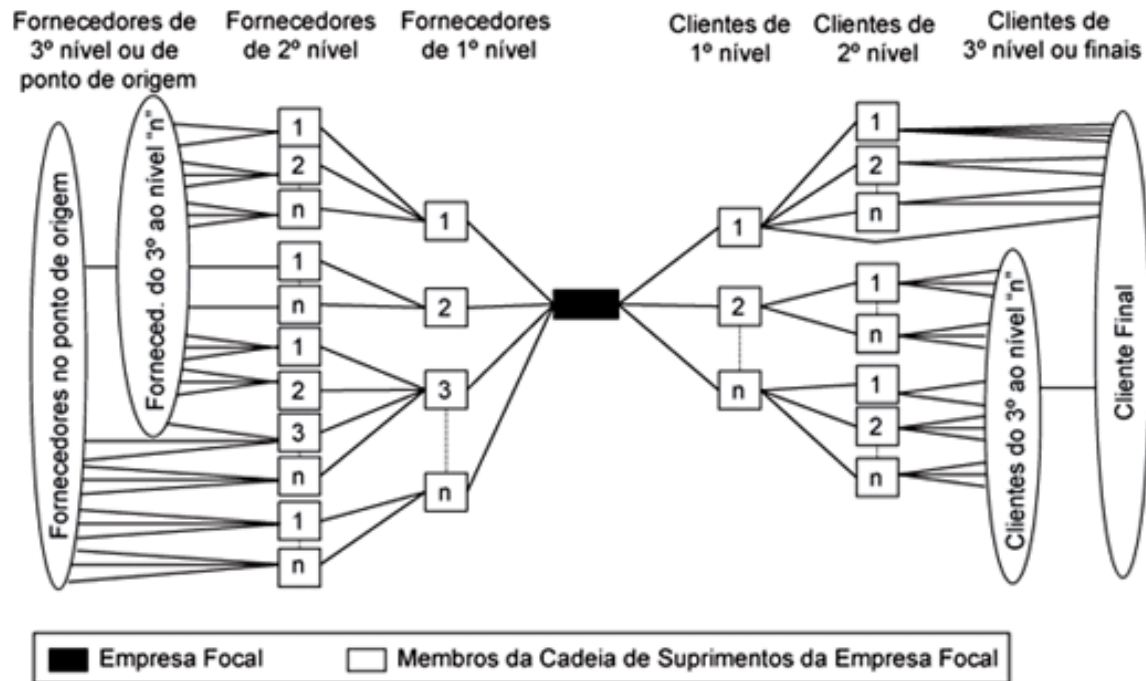 Fornecedores de
3º nível ou de
ponto de origem
Fornecedores
de 2º nível
Fornecedores
de 1º nível
Clientes de
1º nível
Clientes de
2º nível
Clientes de
3º nível ou finais
Fornecedores no ponto de origem
Forneced. do 3º ao nível "n"
1
2
n
1
n
1
2
3
n
1
n
1
2
3
n
1
2
n
1
2
n
1
n
1
2
n
Clientes do 3º ao nível "n"
Cliente Final
Empresa Focal
Membros da Cadeia de Suprimentos da Empresa Focal